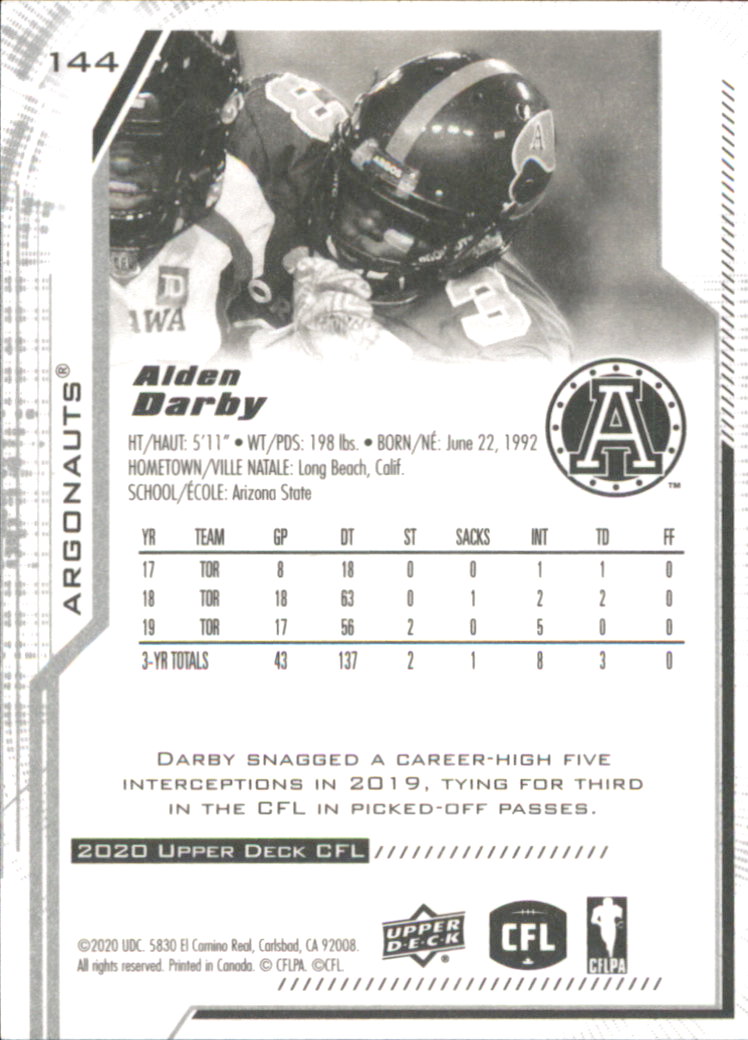 144
ARGOS
A
TD
AWA
ARGONAUTS®
Alden
Darby
A
TM
HT/HAUT: 5'11" • WT/PDS: 198 lbs. • BORN/NÉ: June 22, 1992
HOMETOWN/VILLE NATALE: Long Beach, Calif.
SCHOOL/ÉCOLE: Arizona State
YR TEAM GP DT ST SACKS INT TD FF
17 TOR 8 18 0 0 1 1 0
18 TOR 18 63 0 1 2 2 0
19 TOR 17 56 2 0 5 0 0
3-YR TOTALS 43 137 2 1 8 3 0
DARBY SNAGGED A CAREER-HIGH FIVE
INTERCEPTIONS IN 2019, TYING FOR THIRD
IN THE CFL IN PICKED-OFF PASSES.
2020 UPPER DECK CFL
©2020 UDC. 5830 El Camino Real, Carlsbad, CA 92008.
All rights reserved. Printed in Canada. © CFLPA. ©CFL.
UPPER
D·E·C·K
®
CFL
CFLPA